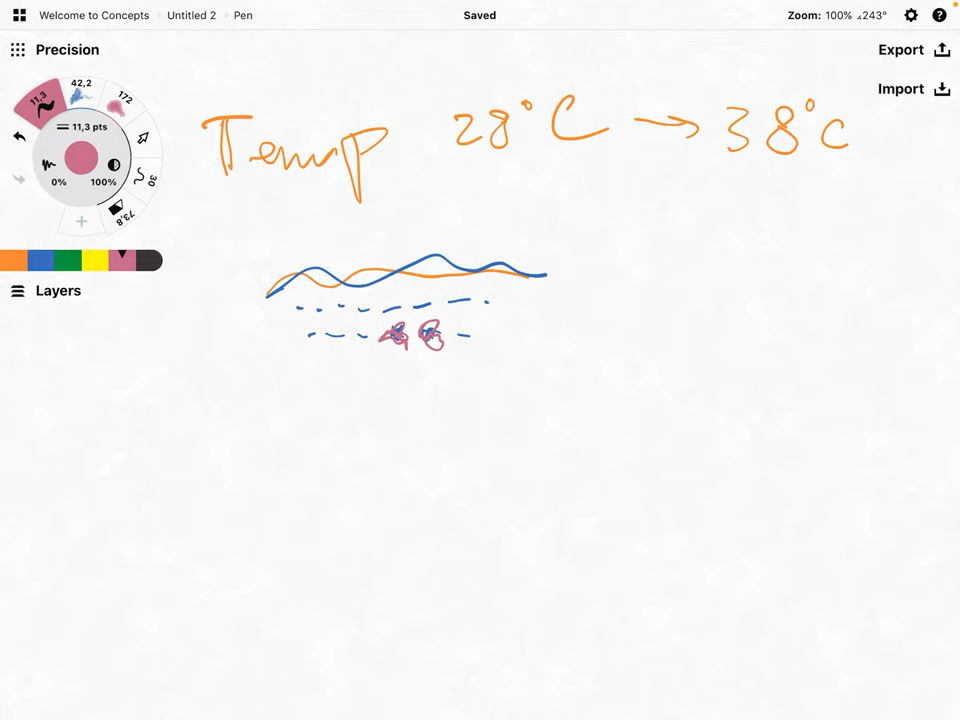 Welcome to Concepts Untitled 2 Pen
Saved
Zoom: 100% ⊿243°
Precision
Export
Import
11,3
42,2
172
11,3 pts
30
0% 100%
73,8
Temp 28°C → 38°C
Layers